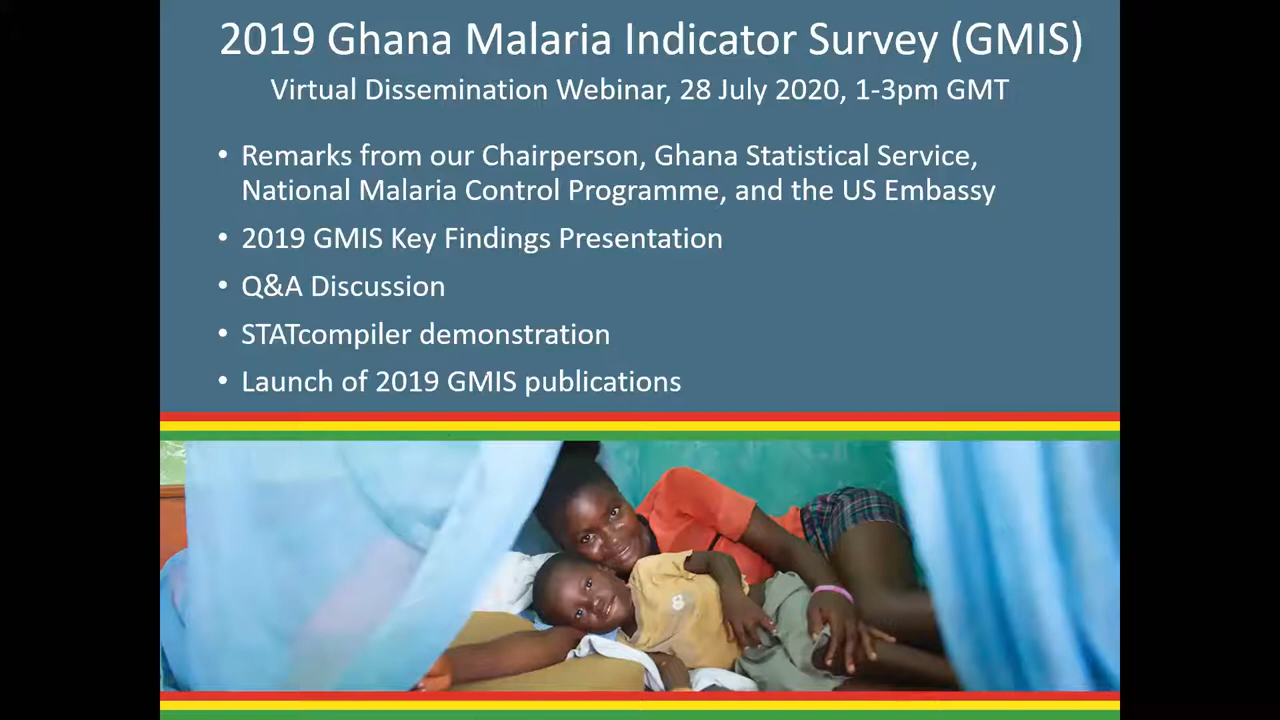 2019 Ghana Malaria Indicator Survey (GMIS)
Virtual Dissemination Webinar, 28 July 2020, 1-3pm GMT
• Remarks from our Chairperson, Ghana Statistical Service,
National Malaria Control Programme, and the US Embassy
• 2019 GMIS Key Findings Presentation
• Q&A Discussion
• STATcompiler demonstration
• Launch of 2019 GMIS publications